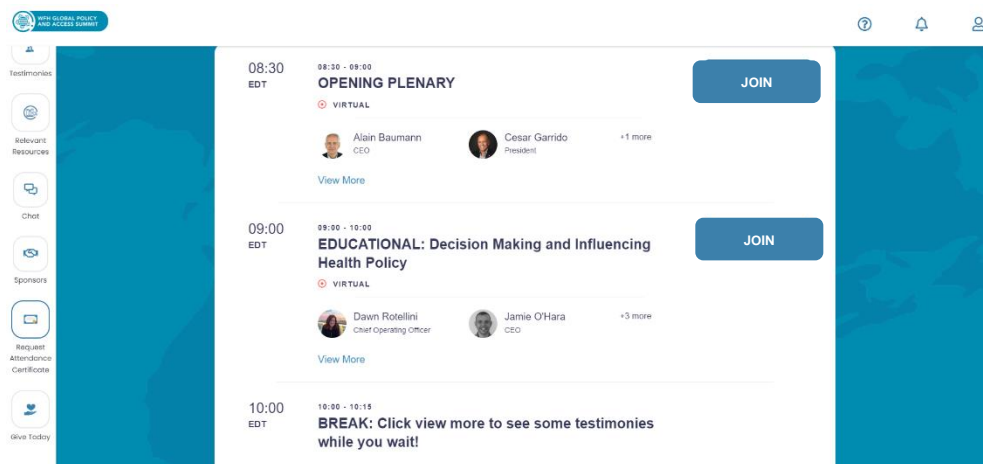 WFH GLOBAL POLICY
AND ACCESS SUMMIT
Testimonies
Relevant
Resources
Chat
Sponsors
Request
Attendance
Certificate
Give Today
08:30
EDT
08:30 - 09:00
OPENING PLENARY
VIRTUAL
JOIN
Alain Baumann
CEO
Cesar Garrido
President
+1 more
View More
09:00
EDT
09:00 - 10:00
EDUCATIONAL: Decision Making and Influencing
Health Policy
VIRTUAL
JOIN
Dawn Rotellini
Chief Operating Officer
Jamie O'Hara
CEO
+3 more
View More
10:00
EDT
10:00 - 10:15
BREAK: Click view more to see some testimonies
while you wait!